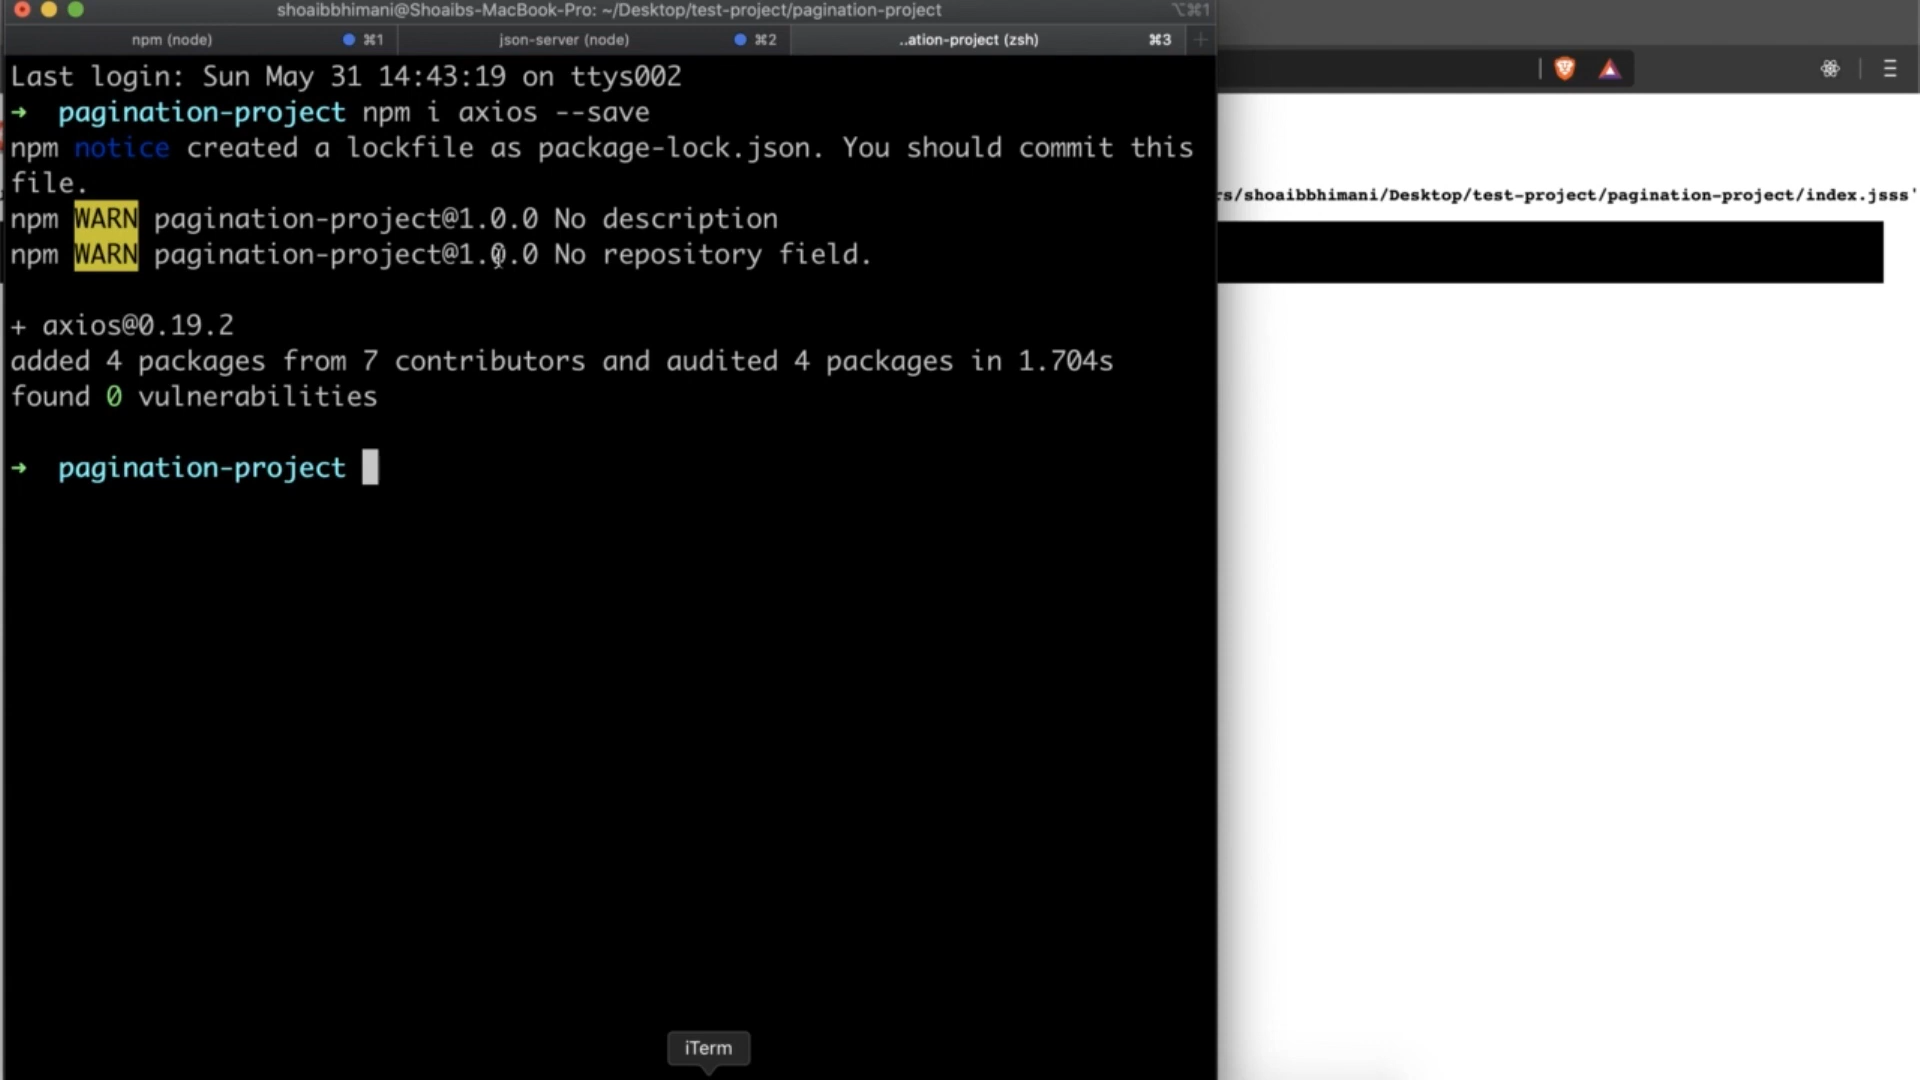 shoaibbhimani@Shoaibs-MacBook-Pro: ~/Desktop/test-project/pagination-project
⌥⌘1
npm (node) ⌘1 json-server (node) ⌘2 ..ation-project (zsh) ⌘3 +
Last login: Sun May 31 14:43:19 on ttys002
→ pagination-project npm i axios --save
npm notice created a lockfile as package-lock.json. You should commit this
file.
npm WARN pagination-project@1.0.0 No description
npm WARN pagination-project@1.0.0 No repository field.
+ axios@0.19.2
added 4 packages from 7 contributors and audited 4 packages in 1.704s
found 0 vulnerabilities
→ pagination-project
rs/shoaibbhimani/Desktop/test-project/pagination-project/index.jsss'
iTerm